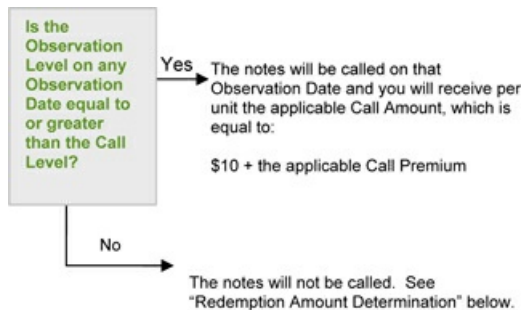 Is the
Observation
Level on any
Observation
Date equal to
or greater
than the Call
Level?
Yes
The notes will be called on that
Observation Date and you will receive per
unit the applicable Call Amount, which is
equal to:
$10 + the applicable Call Premium
No
The notes will not be called. See
“Redemption Amount Determination” below.